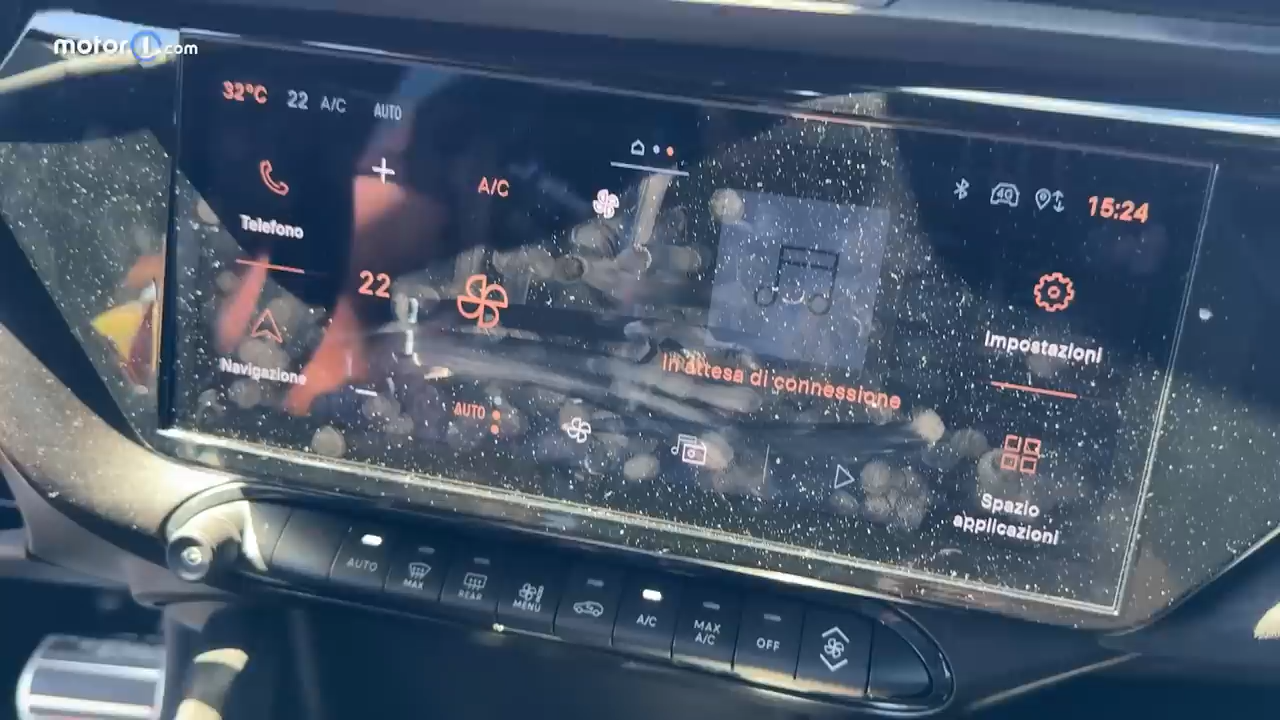 motor1.com
32°C 22 A/C AUTO
15:24
40
Telefono
A/C
22
Navigazione
AUTO
In attesa di connessione
Impostazioni
Spazio
applicazioni
AUTO
MAX
REAR
MENU
A/C
MAX
A/C
OFF